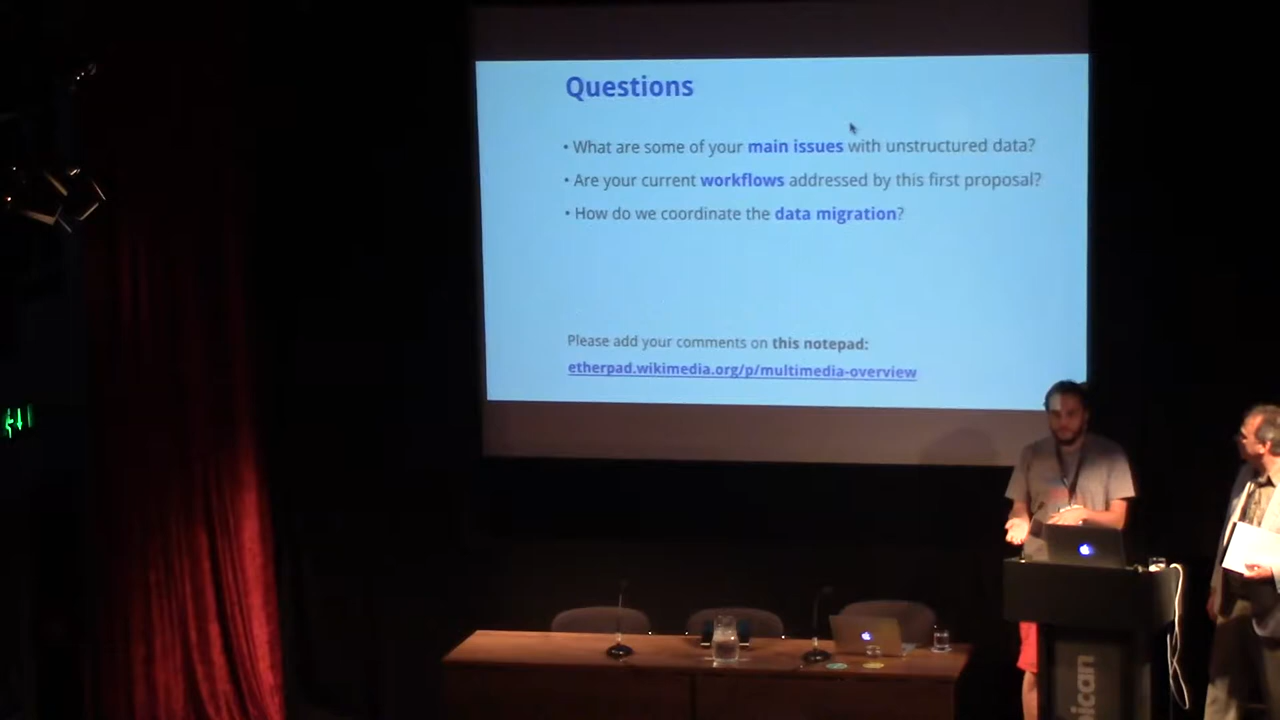 Questions
• What are some of your main issues with unstructured data?
• Are your current workflows addressed by this first proposal?
• How do we coordinate the data migration?
Please add your comments on this notepad:
etherpad.wikimedia.org/p/multimedia-overview
bican